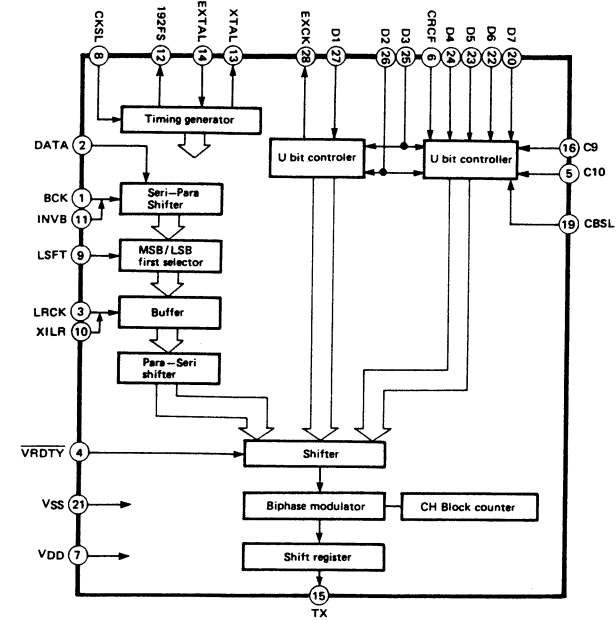 CKSL
192FS
EXTAL
XTAL
EXCK
D1
D2
D3
CRCF
D4
D5
D6
D7
8
12
14
13
28
27
26
25
6
24
23
22
20
Timing generator
DATA
2
U bit controler
U bit controller
16
C9
5
C10
BCK
1
Seri-Para
Shifter
INVB
11
19
CBSL
LSFT
9
MSB/LSB
first selector
LRCK
3
Buffer
XILR
10
Para-Seri
shifter
VRDTY
4
Shifter
VSS
21
Biphase modulator
CH Block counter
VDD
7
Shift register
15
TX